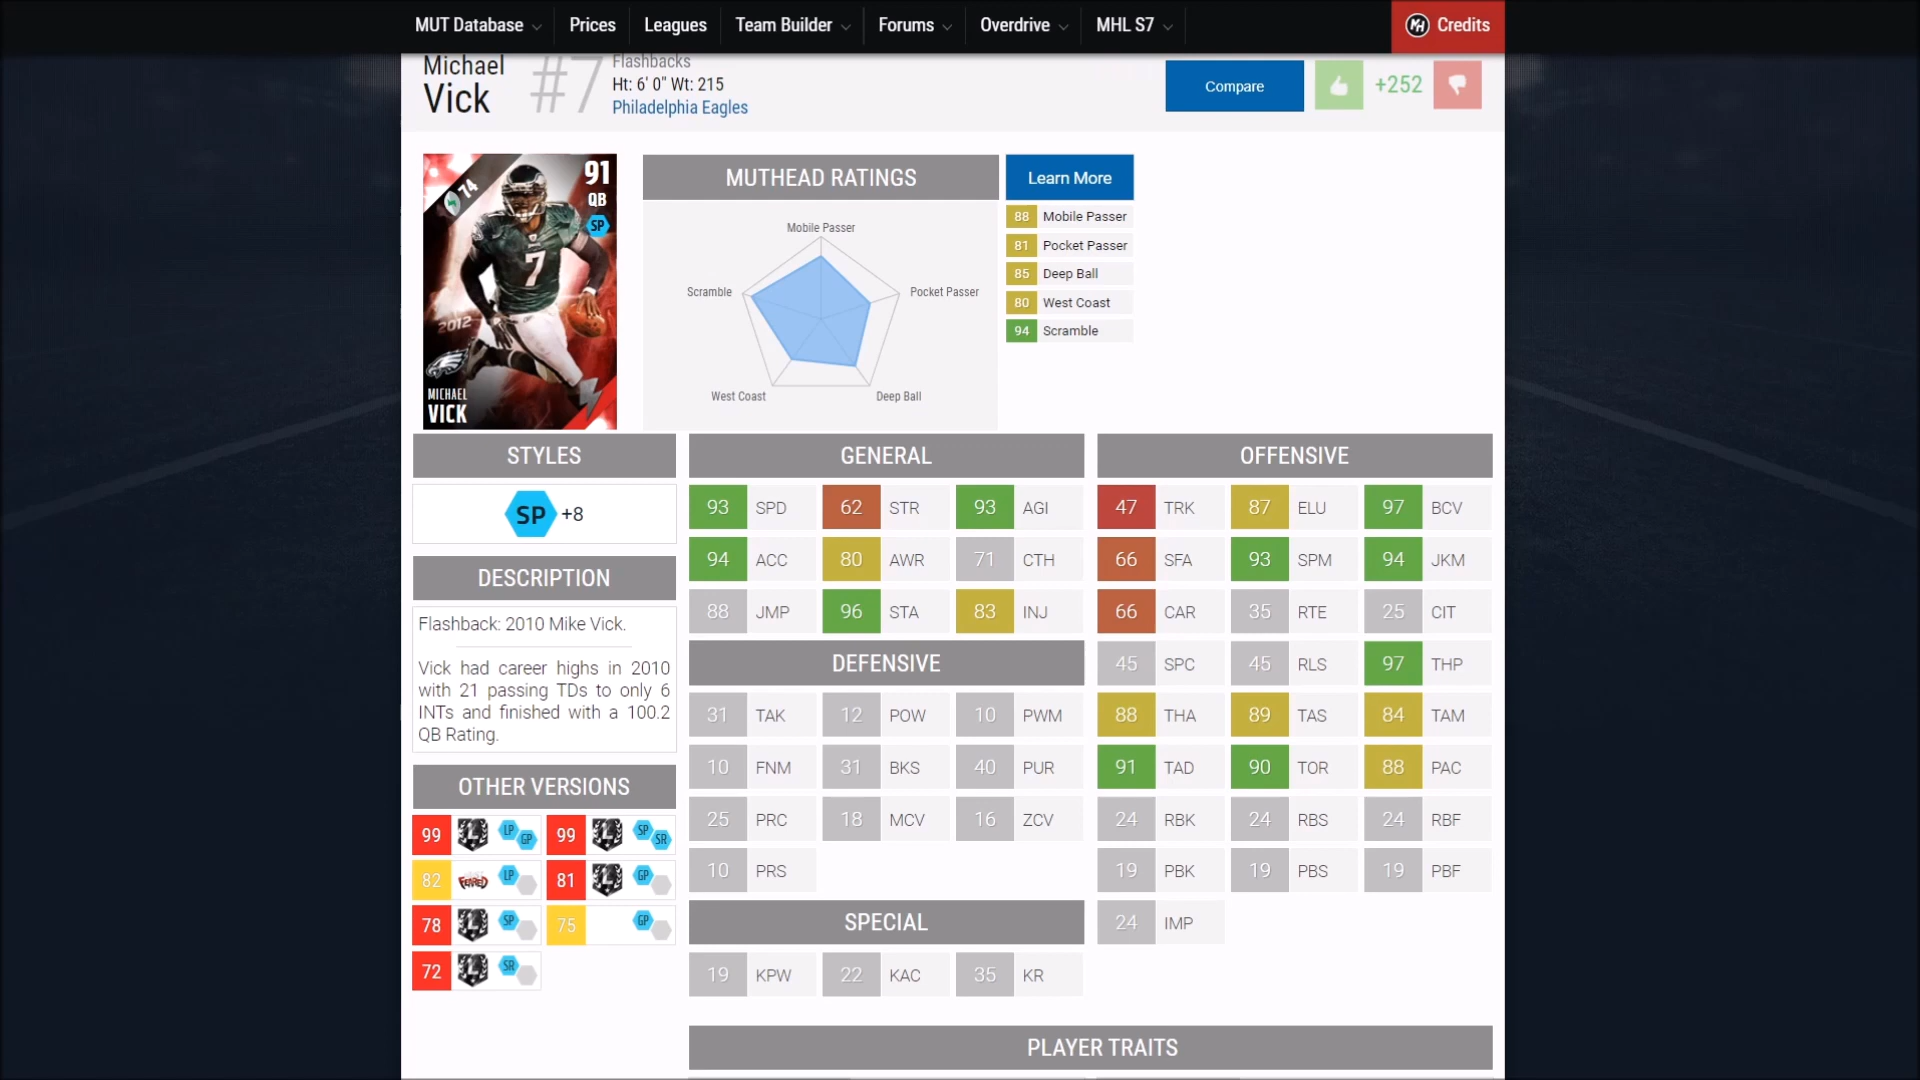 MUT Database
Prices
Leagues
Team Builder
Forums
Overdrive
MHL S7
Credits
Michael
Vick
#7
Flashbacks
Ht: 6' 0" Wt: 215
Philadelphia Eagles
Compare
+252
74
91
QB
SP
7
2012
MICHAEL
VICK
MUTHEAD RATINGS
Mobile Passer
Scramble
Pocket Passer
West Coast
Deep Ball
Learn More
88 Mobile Passer
81 Pocket Passer
85 Deep Ball
80 West Coast
94 Scramble
STYLES
SP +8
DESCRIPTION
Flashback: 2010 Mike Vick.
Vick had career highs in 2010
with 21 passing TDs to only 6
INTs and finished with a 100.2
QB Rating.
OTHER VERSIONS
99 L LP GP 99 L SP SR
82 FEARED LP 81 L GP
78 L SP 75 GP
72 L SR
GENERAL
93 SPD 62 STR 93 AGI
94 ACC 80 AWR 71 CTH
88 JMP 96 STA 83 INJ
DEFENSIVE
31 TAK 12 POW 10 PWM
10 FNM 31 BKS 40 PUR
25 PRC 18 MCV 16 ZCV
10 PRS
SPECIAL
19 KPW 22 KAC 35 KR
OFFENSIVE
47 TRK 87 ELU 97 BCV
66 SFA 93 SPM 94 JKM
66 CAR 35 RTE 25 CIT
45 SPC 45 RLS 97 THP
88 THA 89 TAS 84 TAM
91 TAD 90 TOR 88 PAC
24 RBK 24 RBS 24 RBF
19 PBK 19 PBS 19 PBF
24 IMP
PLAYER TRAITS